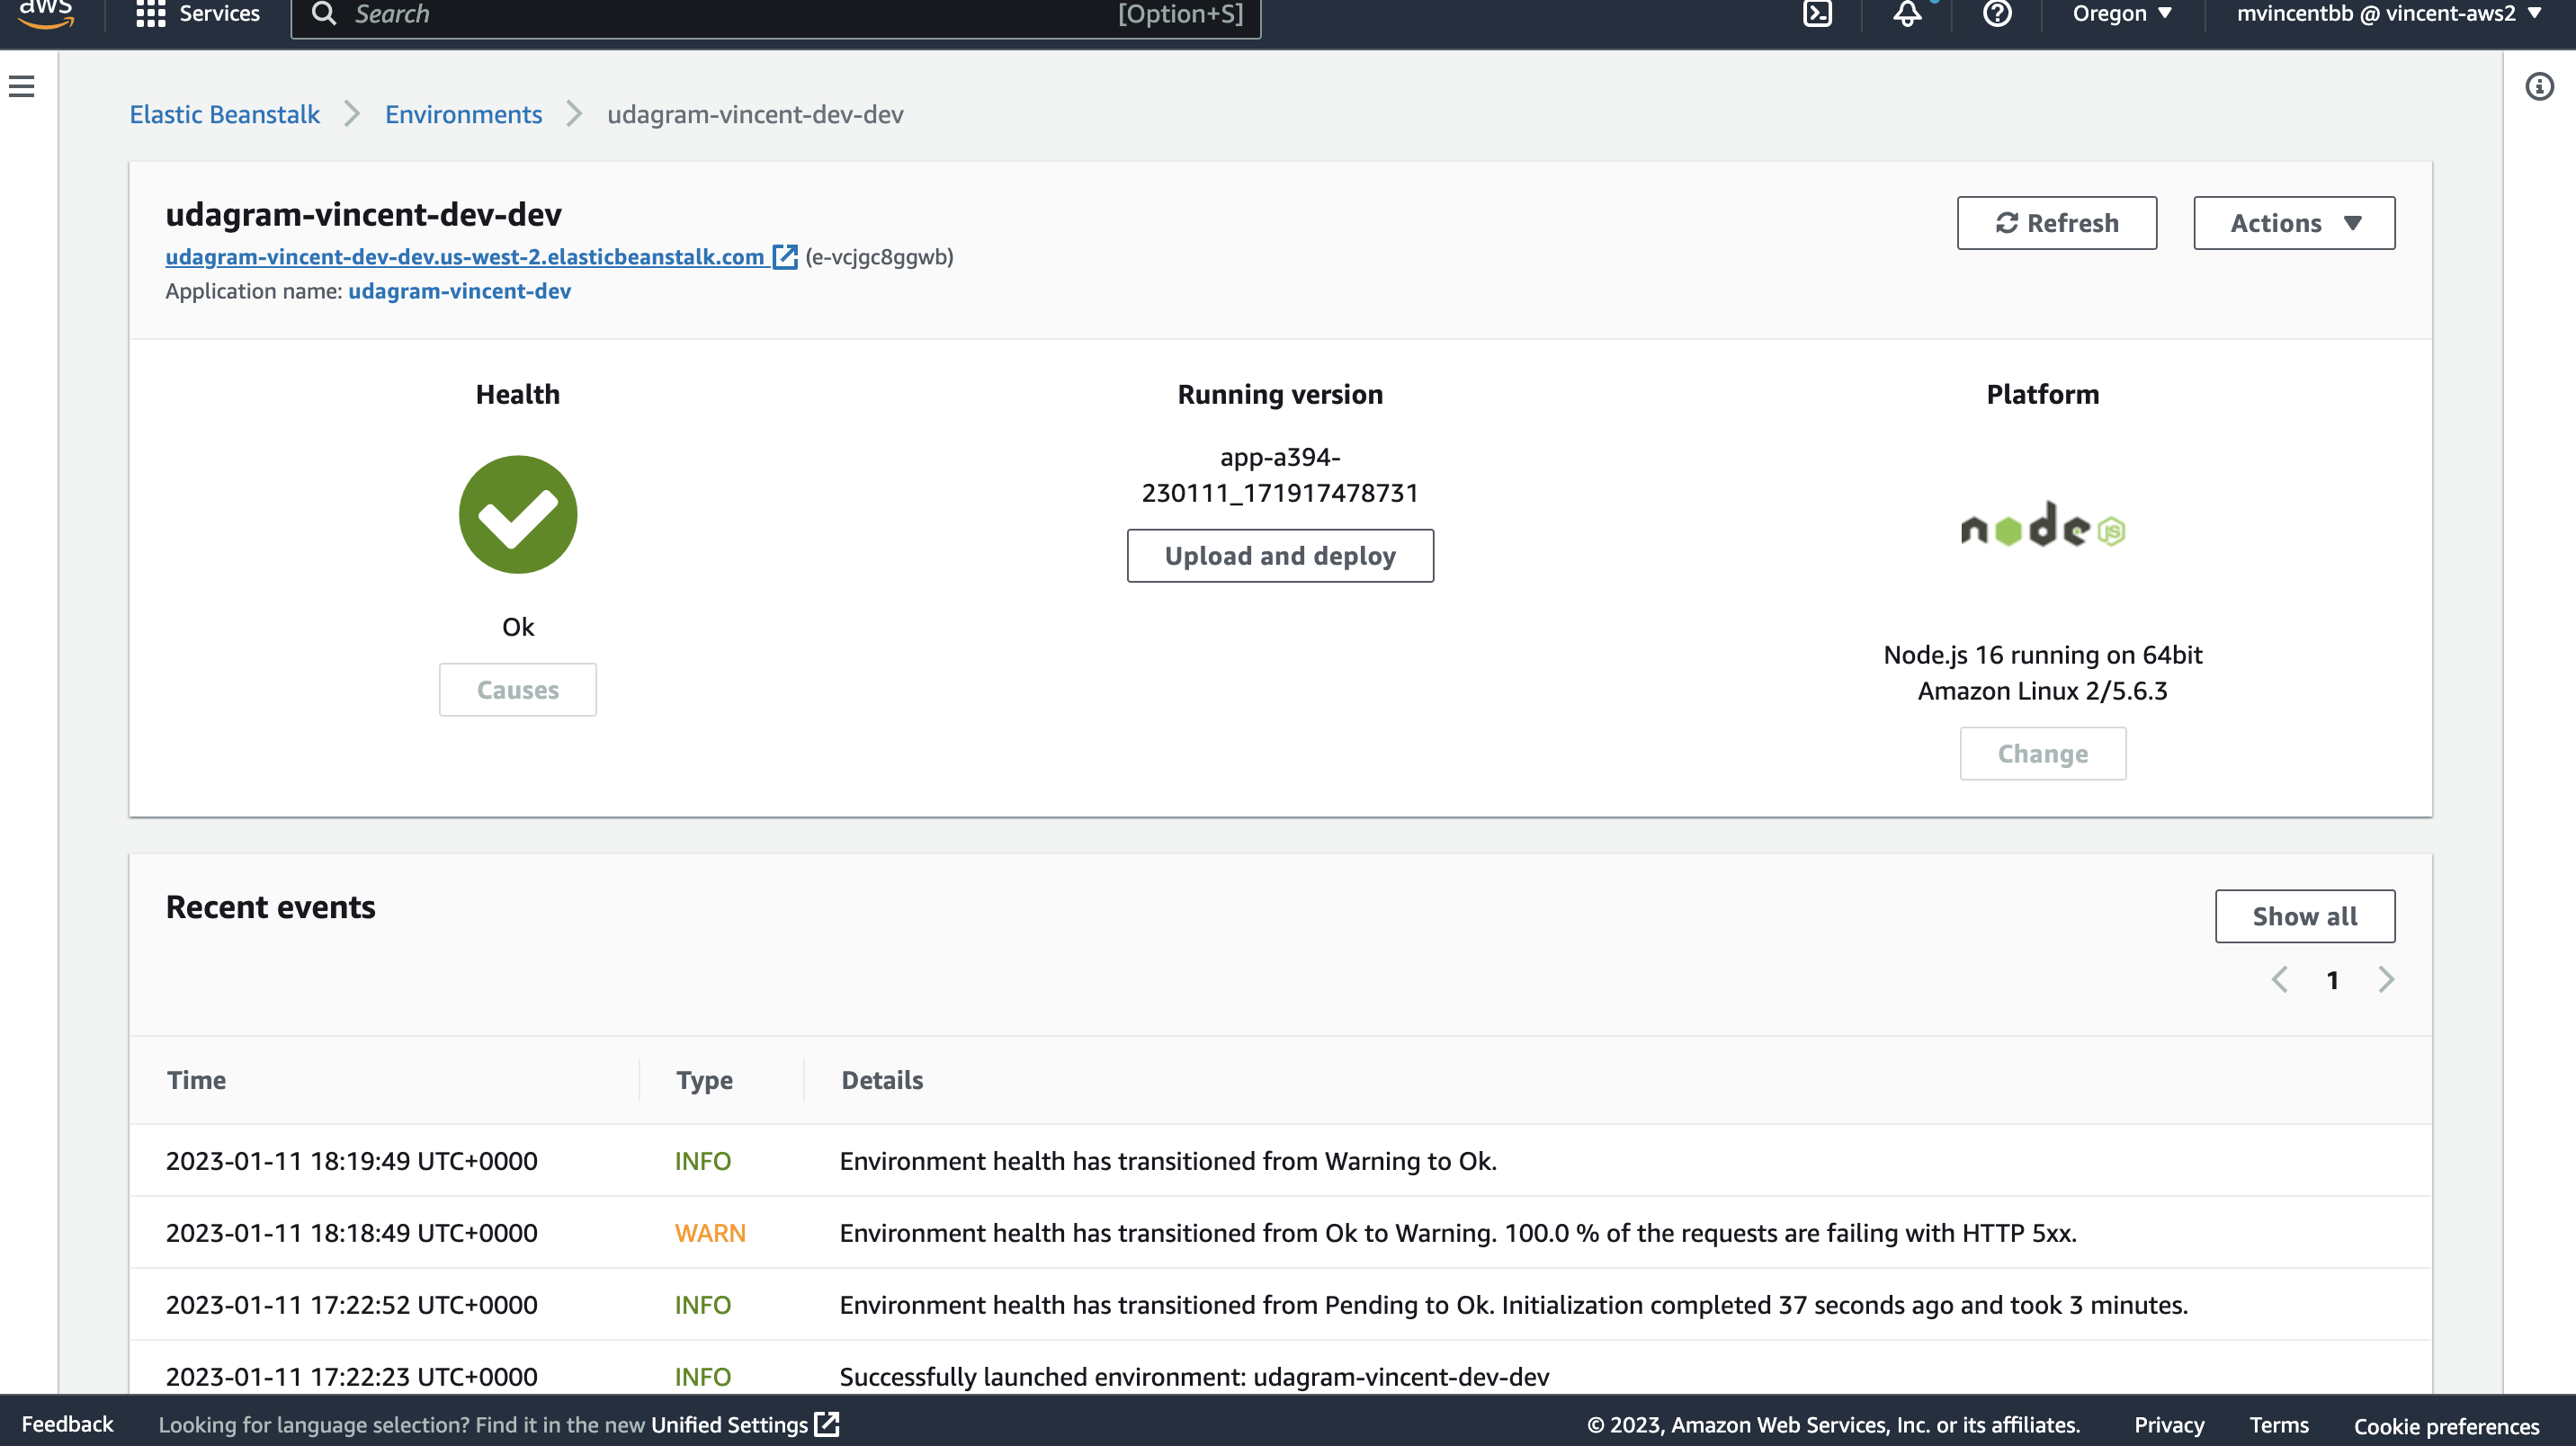 aws
Services
Search
[Option+S]
Oregon
mvincentbb @ vincent-aws2
Elastic Beanstalk
Environments
udagram-vincent-dev-dev
udagram-vincent-dev-dev
udagram-vincent-dev-dev.us-west-2.elasticbeanstalk.com (e-vcjgc8ggwb)
Application name: udagram-vincent-dev
Refresh
Actions
Health
Ok
Causes
Running version
app-a394-
230111_171917478731
Upload and deploy
Platform
node
JS
Node.js 16 running on 64bit
Amazon Linux 2/5.6.3
Change
Recent events
Show all
1
Time Type Details
2023-01-11 18:19:49 UTC+0000 INFO Environment health has transitioned from Warning to Ok.
2023-01-11 18:18:49 UTC+0000 WARN Environment health has transitioned from Ok to Warning. 100.0 % of the requests are failing with HTTP 5xx.
2023-01-11 17:22:52 UTC+0000 INFO Environment health has transitioned from Pending to Ok. Initialization completed 37 seconds ago and took 3 minutes.
2023-01-11 17:22:23 UTC+0000 INFO Successfully launched environment: udagram-vincent-dev-dev
Feedback
Looking for language selection? Find it in the new Unified Settings
© 2023, Amazon Web Services, Inc. or its affiliates.
Privacy
Terms
Cookie preferences